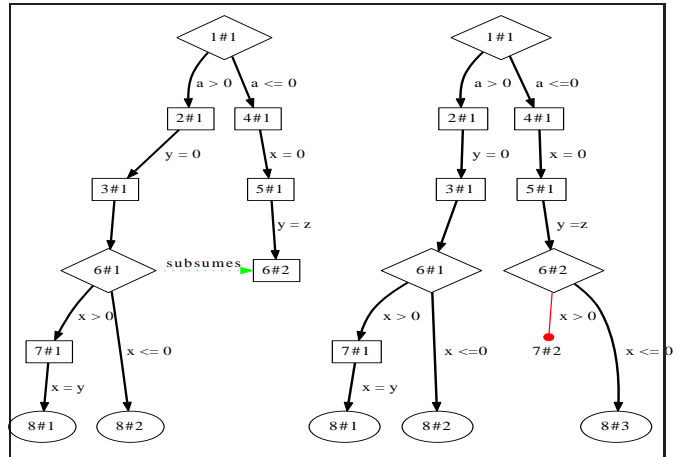 1#1 1#1
a > 0 a <= 0 a > 0 a <=0
2#1 4#1 2#1 4#1
y = 0 x = 0 y = 0 x = 0
3#1 5#1 3#1 5#1
y = z y =z
6#1 subsumes 6#2 6#1 6#2
x > 0 x > 0 x > 0
7#1 x <= 0 7#1 x <=0 7#2 x <= 0
x = y x = y
8#1 8#2 8#1 8#2 8#3